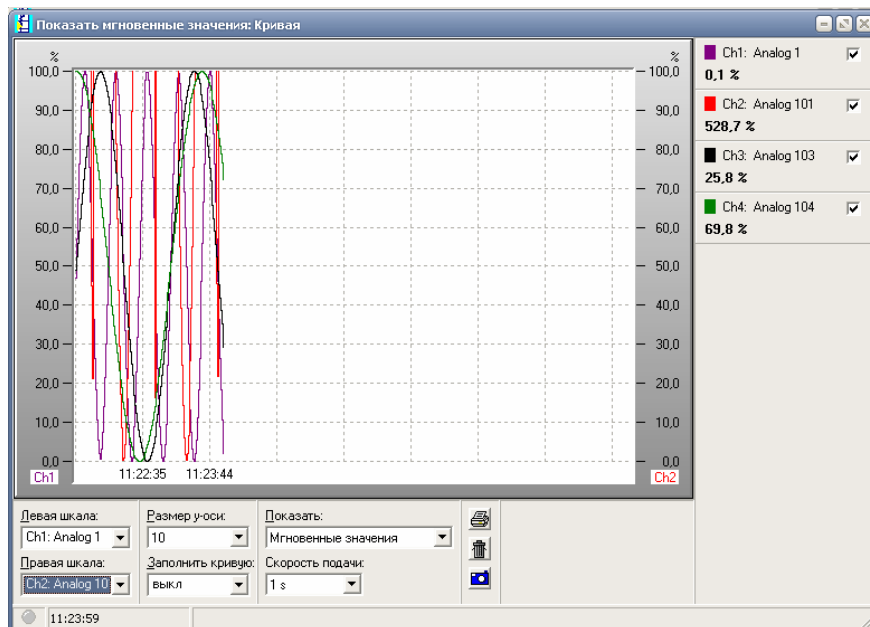 Показать мгновенные значения: Кривая
% %
100,0 100,0
90,0 90,0
80,0 80,0
70,0 70,0
60,0 60,0
50,0 50,0
40,0 40,0
30,0 30,0
20,0 20,0
10,0 10,0
0,0 0,0
Ch1 11:22:35 11:23:44 Ch2
Ch1: Analog 1
0,1 %
Ch2: Analog 101
528,7 %
Ch3: Analog 103
25,8 %
Ch4: Analog 104
69,8 %
Левая шкала: Размер y-оси: Показать:
Ch1: Analog 1 10 Мгновенные значения
Правая шкала: Заполнить кривую: Скорость подачи:
Ch2: Analog 10 выкл 1 s
11:23:59